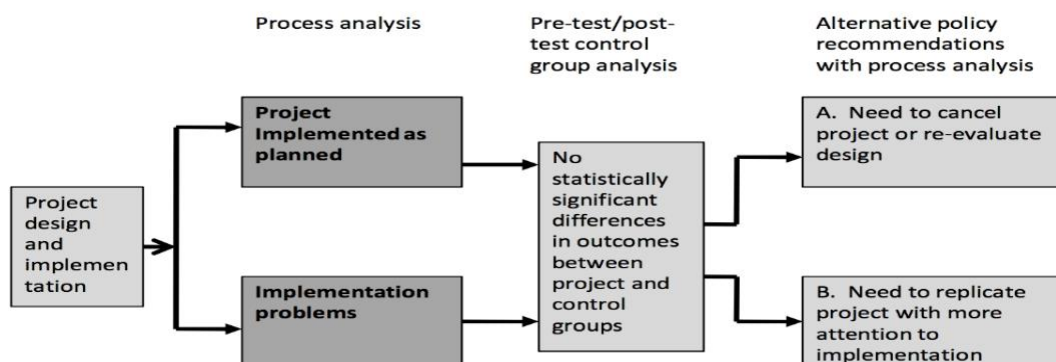 Process analysis
Pre-test/post-
test control
group analysis
Alternative policy
recommendations
with process analysis
Project
design
and
implemen
tation
Project
Implemented as
planned
Implementation
problems
No
statistically
significant
differences
in outcomes
between
project and
control
groups
A.  Need to cancel
project or re-evaluate
design
B.  Need to replicate
project with more
attention to
implementation